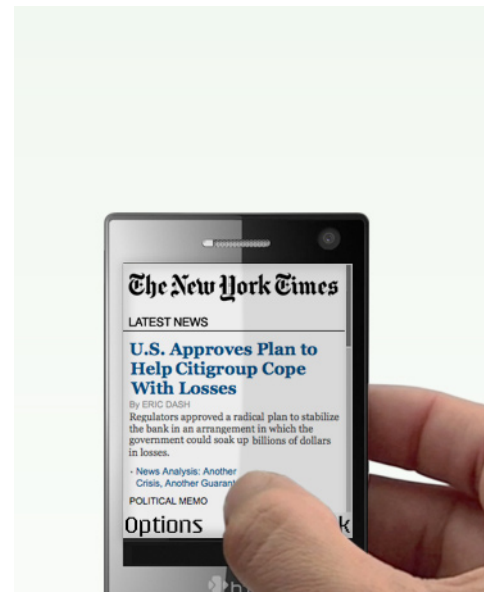 The New York Times
LATEST NEWS
U.S. Approves Plan to
Help Citigroup Cope
With Losses
By ERIC DASH
Regulators approved a radical plan to stabilize
the bank in an arrangement in which the
government could soak up billions of dollars
in losses.
- News Analysis: Another
Crisis, Another
POLITICAL MEMO
Options